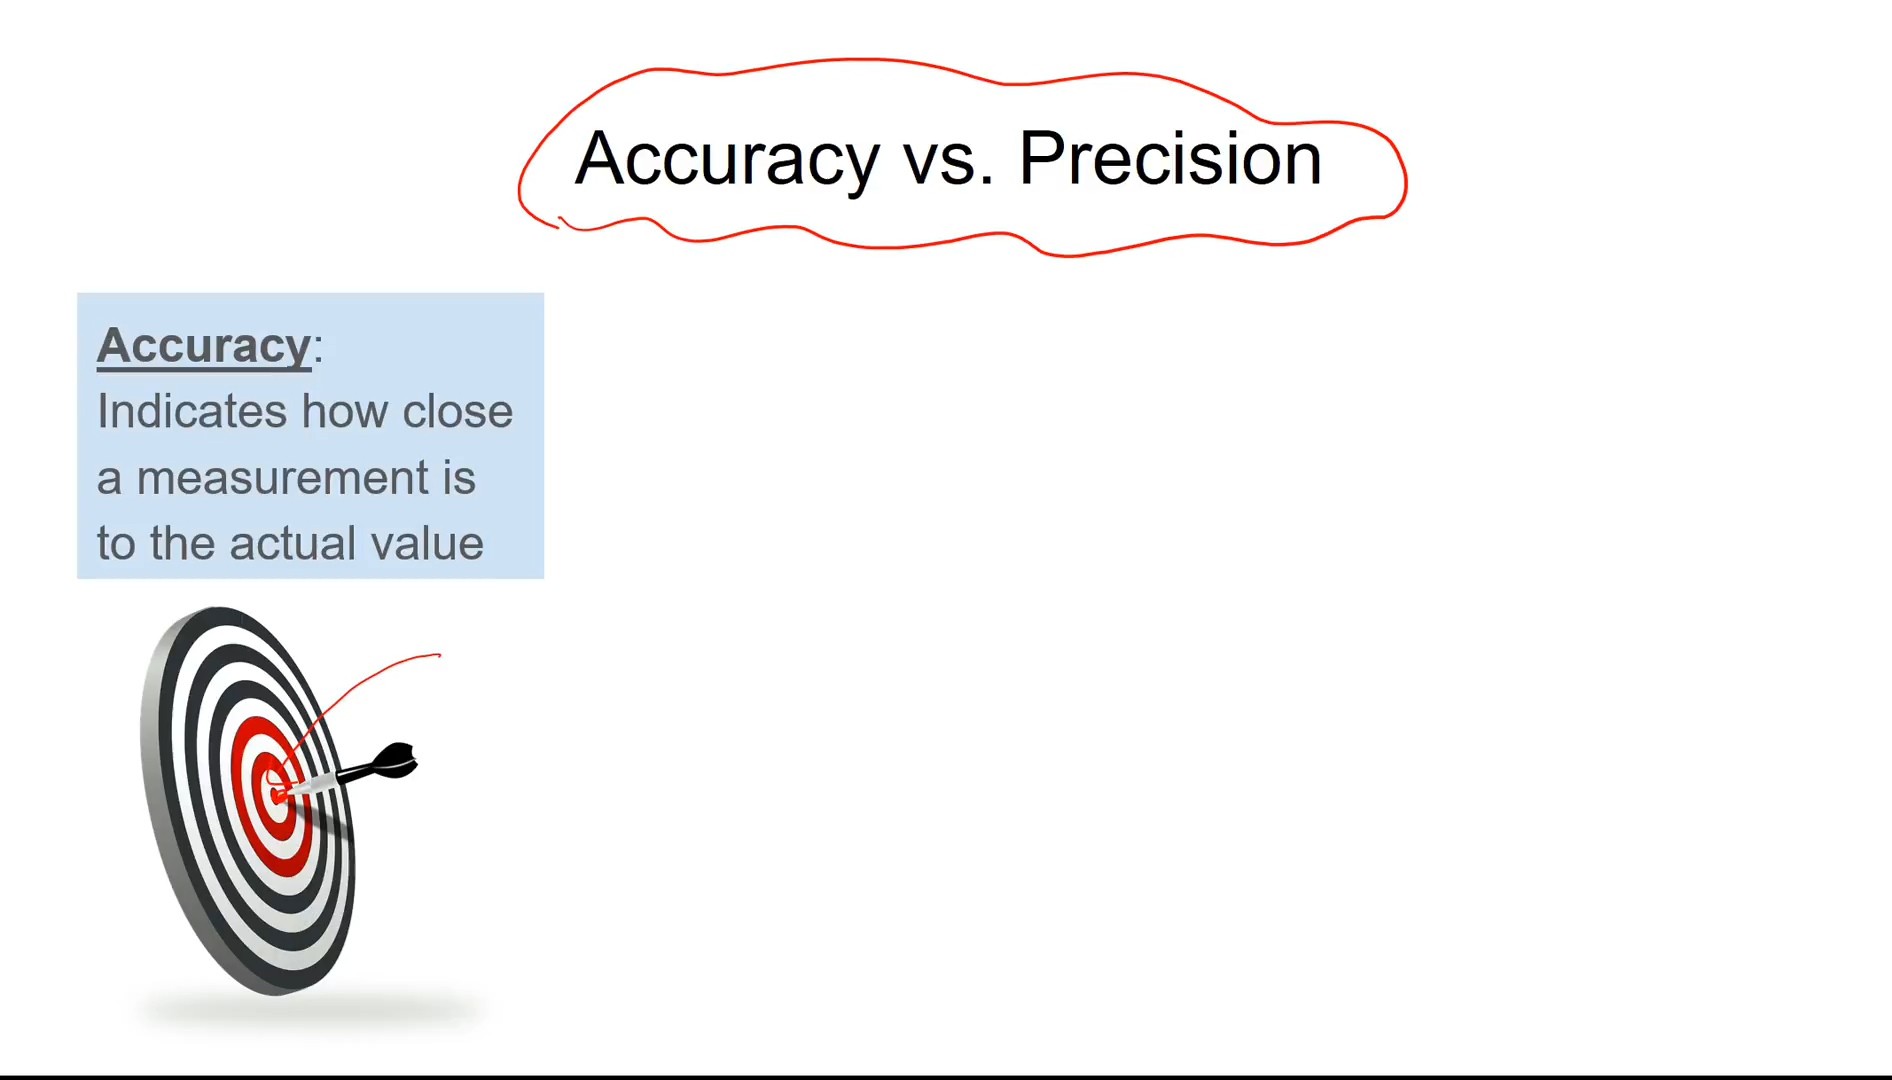 Accuracy vs. Precision
Accuracy:
Indicates how close
a measurement is
to the actual value